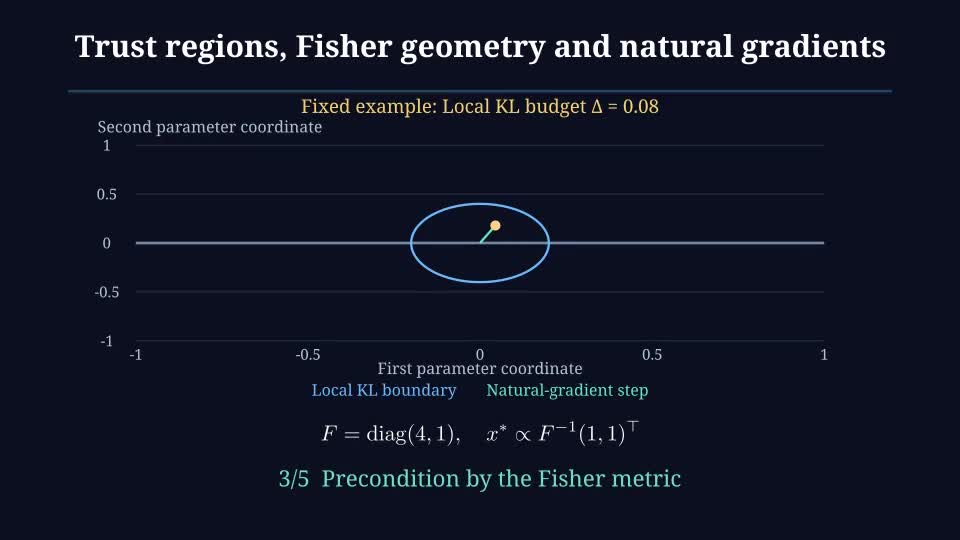 Trust regions, Fisher geometry and natural gradients
Fixed example: Local KL budget Δ = 0.08
Second parameter coordinate
1
0.5
0
-0.5
-1
-1 -0.5 0 0.5 1
First parameter coordinate
Local KL boundary Natural-gradient step
F = diag(4, 1), x* ∝ F⁻¹(1, 1)⊤
3/5 Precondition by the Fisher metric